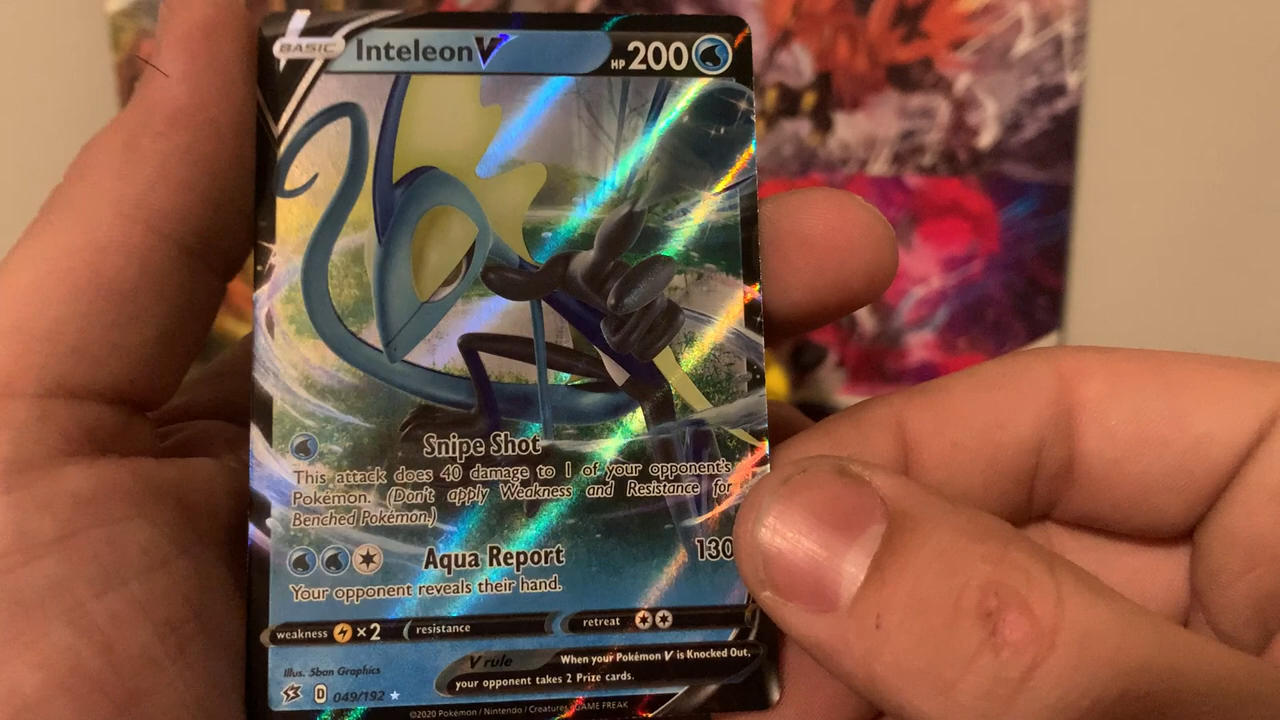 BASIC Inteleon V HP 200
Snipe Shot
This attack does 40 damage to 1 of your opponent's
Pokémon. (Don't apply Weakness and Resistance for
Benched Pokémon.)
Aqua Report 130
Your opponent reveals their hand.
weakness ×2 resistance retreat
V rule When your Pokémon V is Knocked Out,
your opponent takes 2 Prize cards.
Illus. 5ban Graphics
D 049/192
©2020 Pokémon / Nintendo / Creatures / GAME FREAK